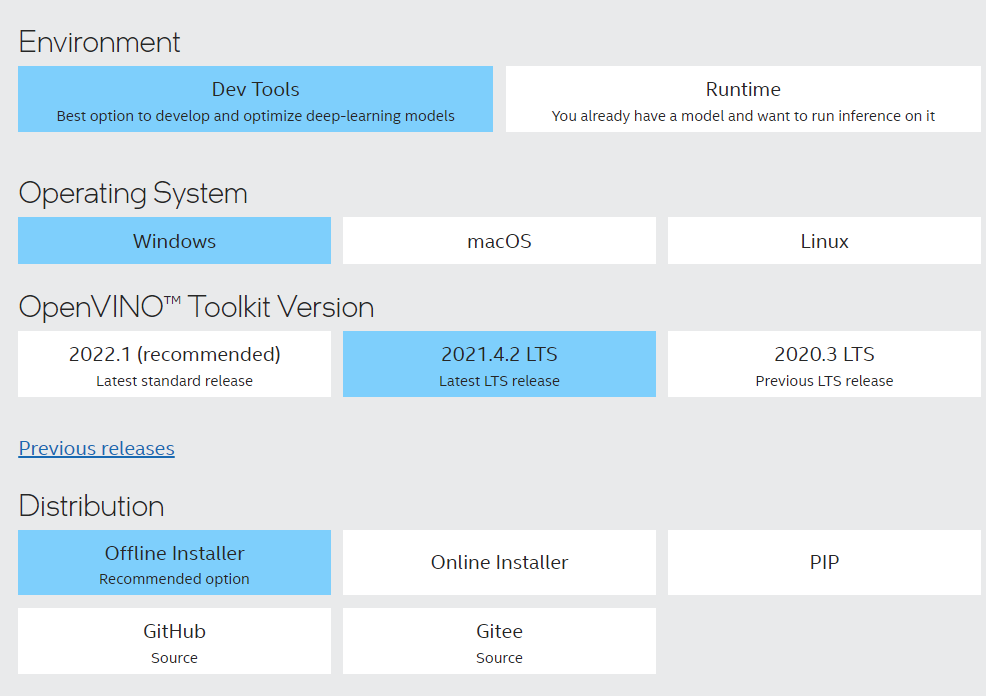 Environment
Dev Tools
Best option to develop and optimize deep-learning models
Runtime
You already have a model and want to run inference on it
Operating System
Windows
macOS
Linux
OpenVINO™ Toolkit Version
2022.1 (recommended)
Latest standard release
2021.4.2 LTS
Latest LTS release
2020.3 LTS
Previous LTS release
Previous releases
Distribution
Offline Installer
Recommended option
Online Installer
PIP
GitHub
Source
Gitee
Source